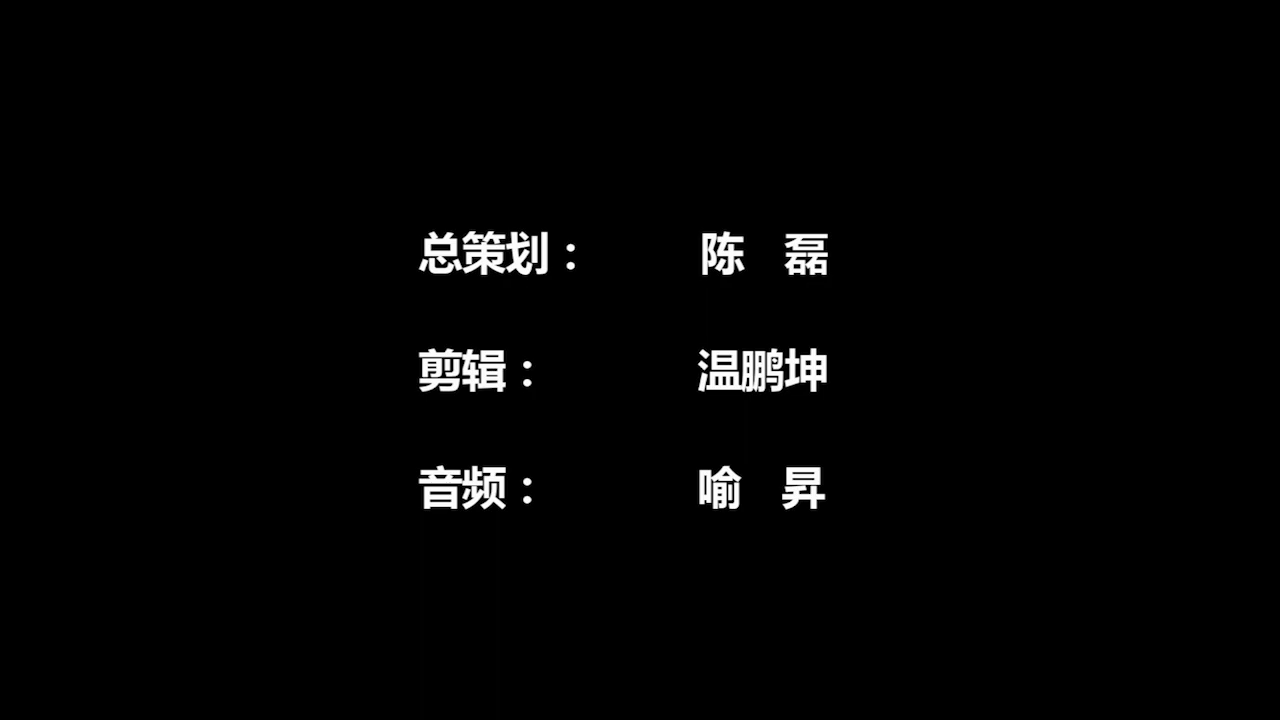 总策划： 陈 磊
剪辑： 温鹏坤
音频： 喻 昇